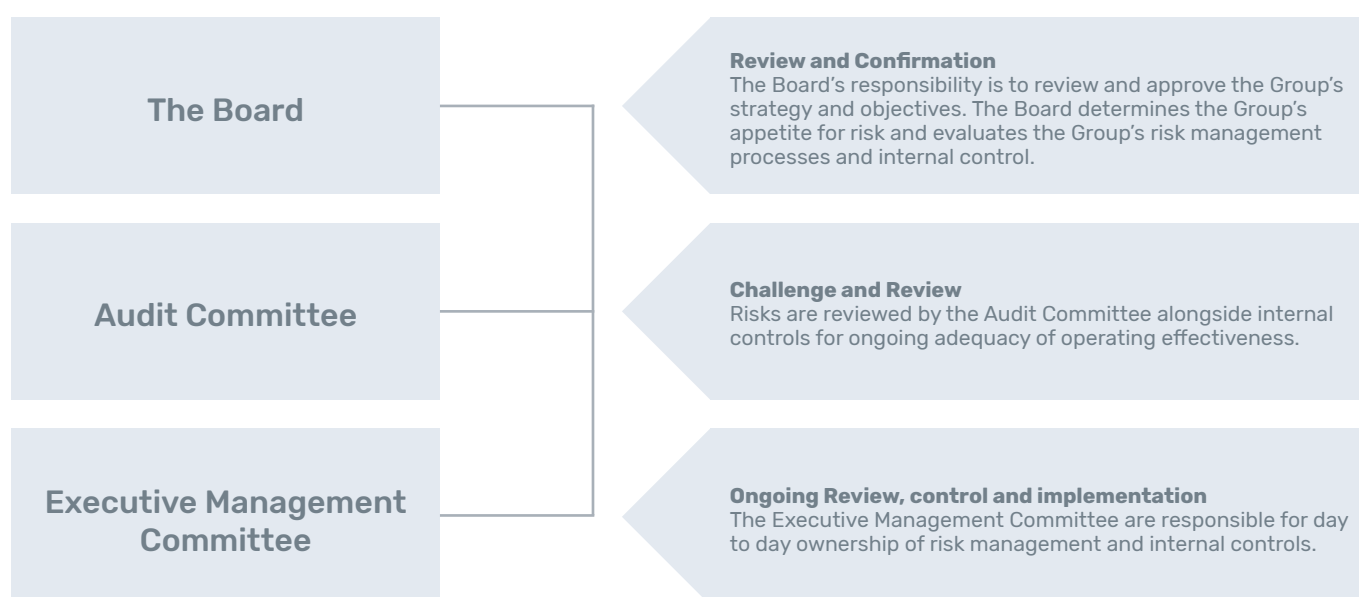 The Board
Review and Confirmation
The Board's responsibility is to review and approve the Group's
strategy and objectives. The Board determines the Group's
appetite for risk and evaluates the Group's risk management
processes and internal control.
Audit Committee
Challenge and Review
Risks are reviewed by the Audit Committee alongside internal
controls for ongoing adequacy of operating effectiveness.
Executive Management
Committee
Ongoing Review, control and implementation
The Executive Management Committee are responsible for day
to day ownership of risk management and internal controls.